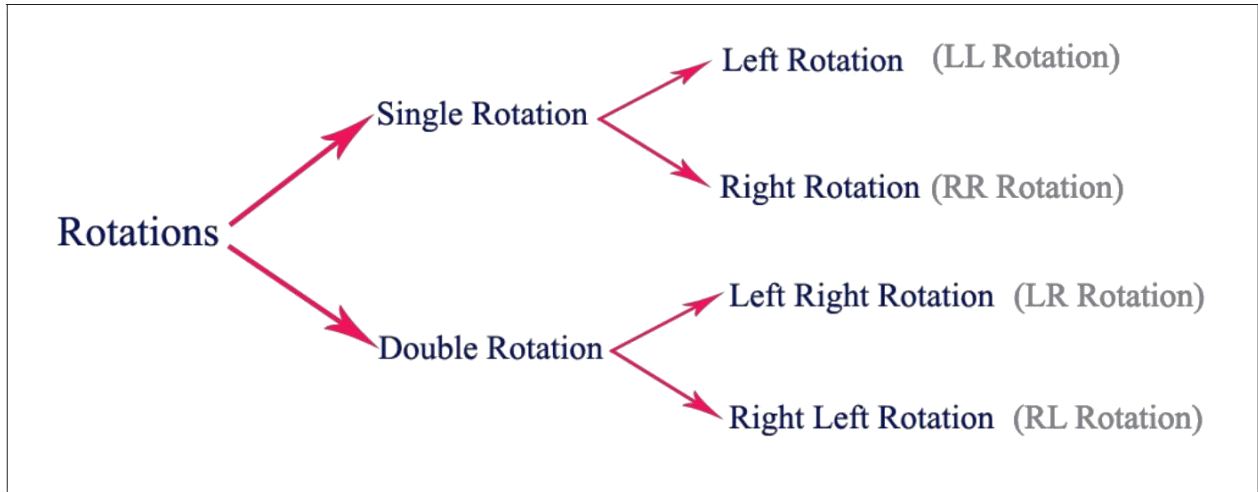 Left Rotation (LL Rotation)
Single Rotation
Right Rotation (RR Rotation)
Rotations
Left Right Rotation (LR Rotation)
Double Rotation
Right Left Rotation (RL Rotation)